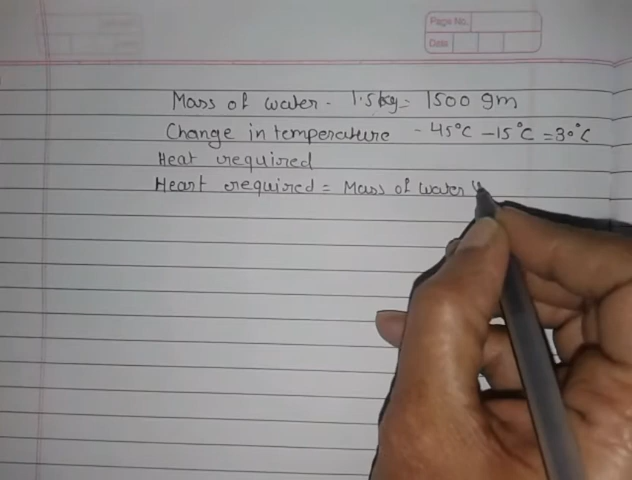 Page No.
Date
Mass of water - 1.5kg = 1500 gm
Change in temperature - 45°C - 15°C = 30°C
Heat required
Heart required = Mass of water